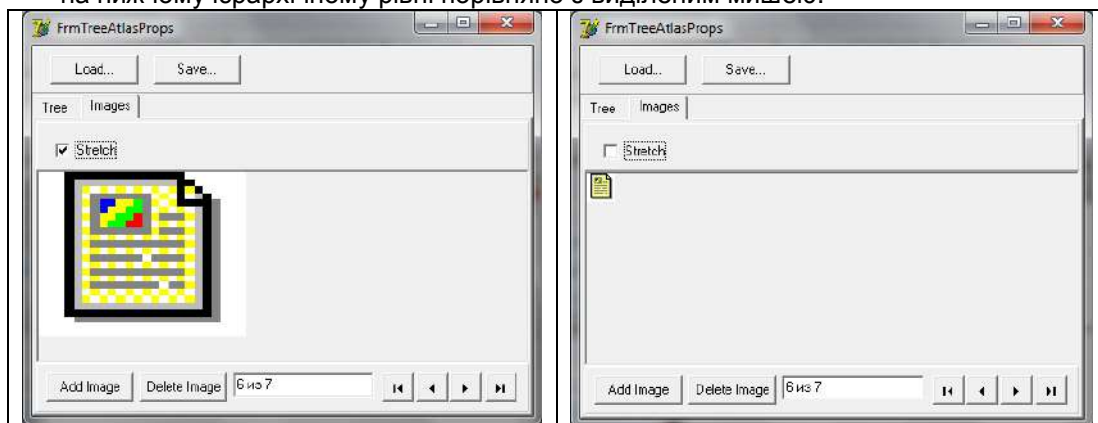 на нижчому ієрархічному рівні порівняно з виділеним мишею.
FrmTreeAtlasProps
Load...
Save...
Tree
Images
Stretch
Add Image
Delete Image
6 из 7
FrmTreeAtlasProps
Load...
Save...
Tree
Images
Stretch
Add Image
Delete Image
6 из 7